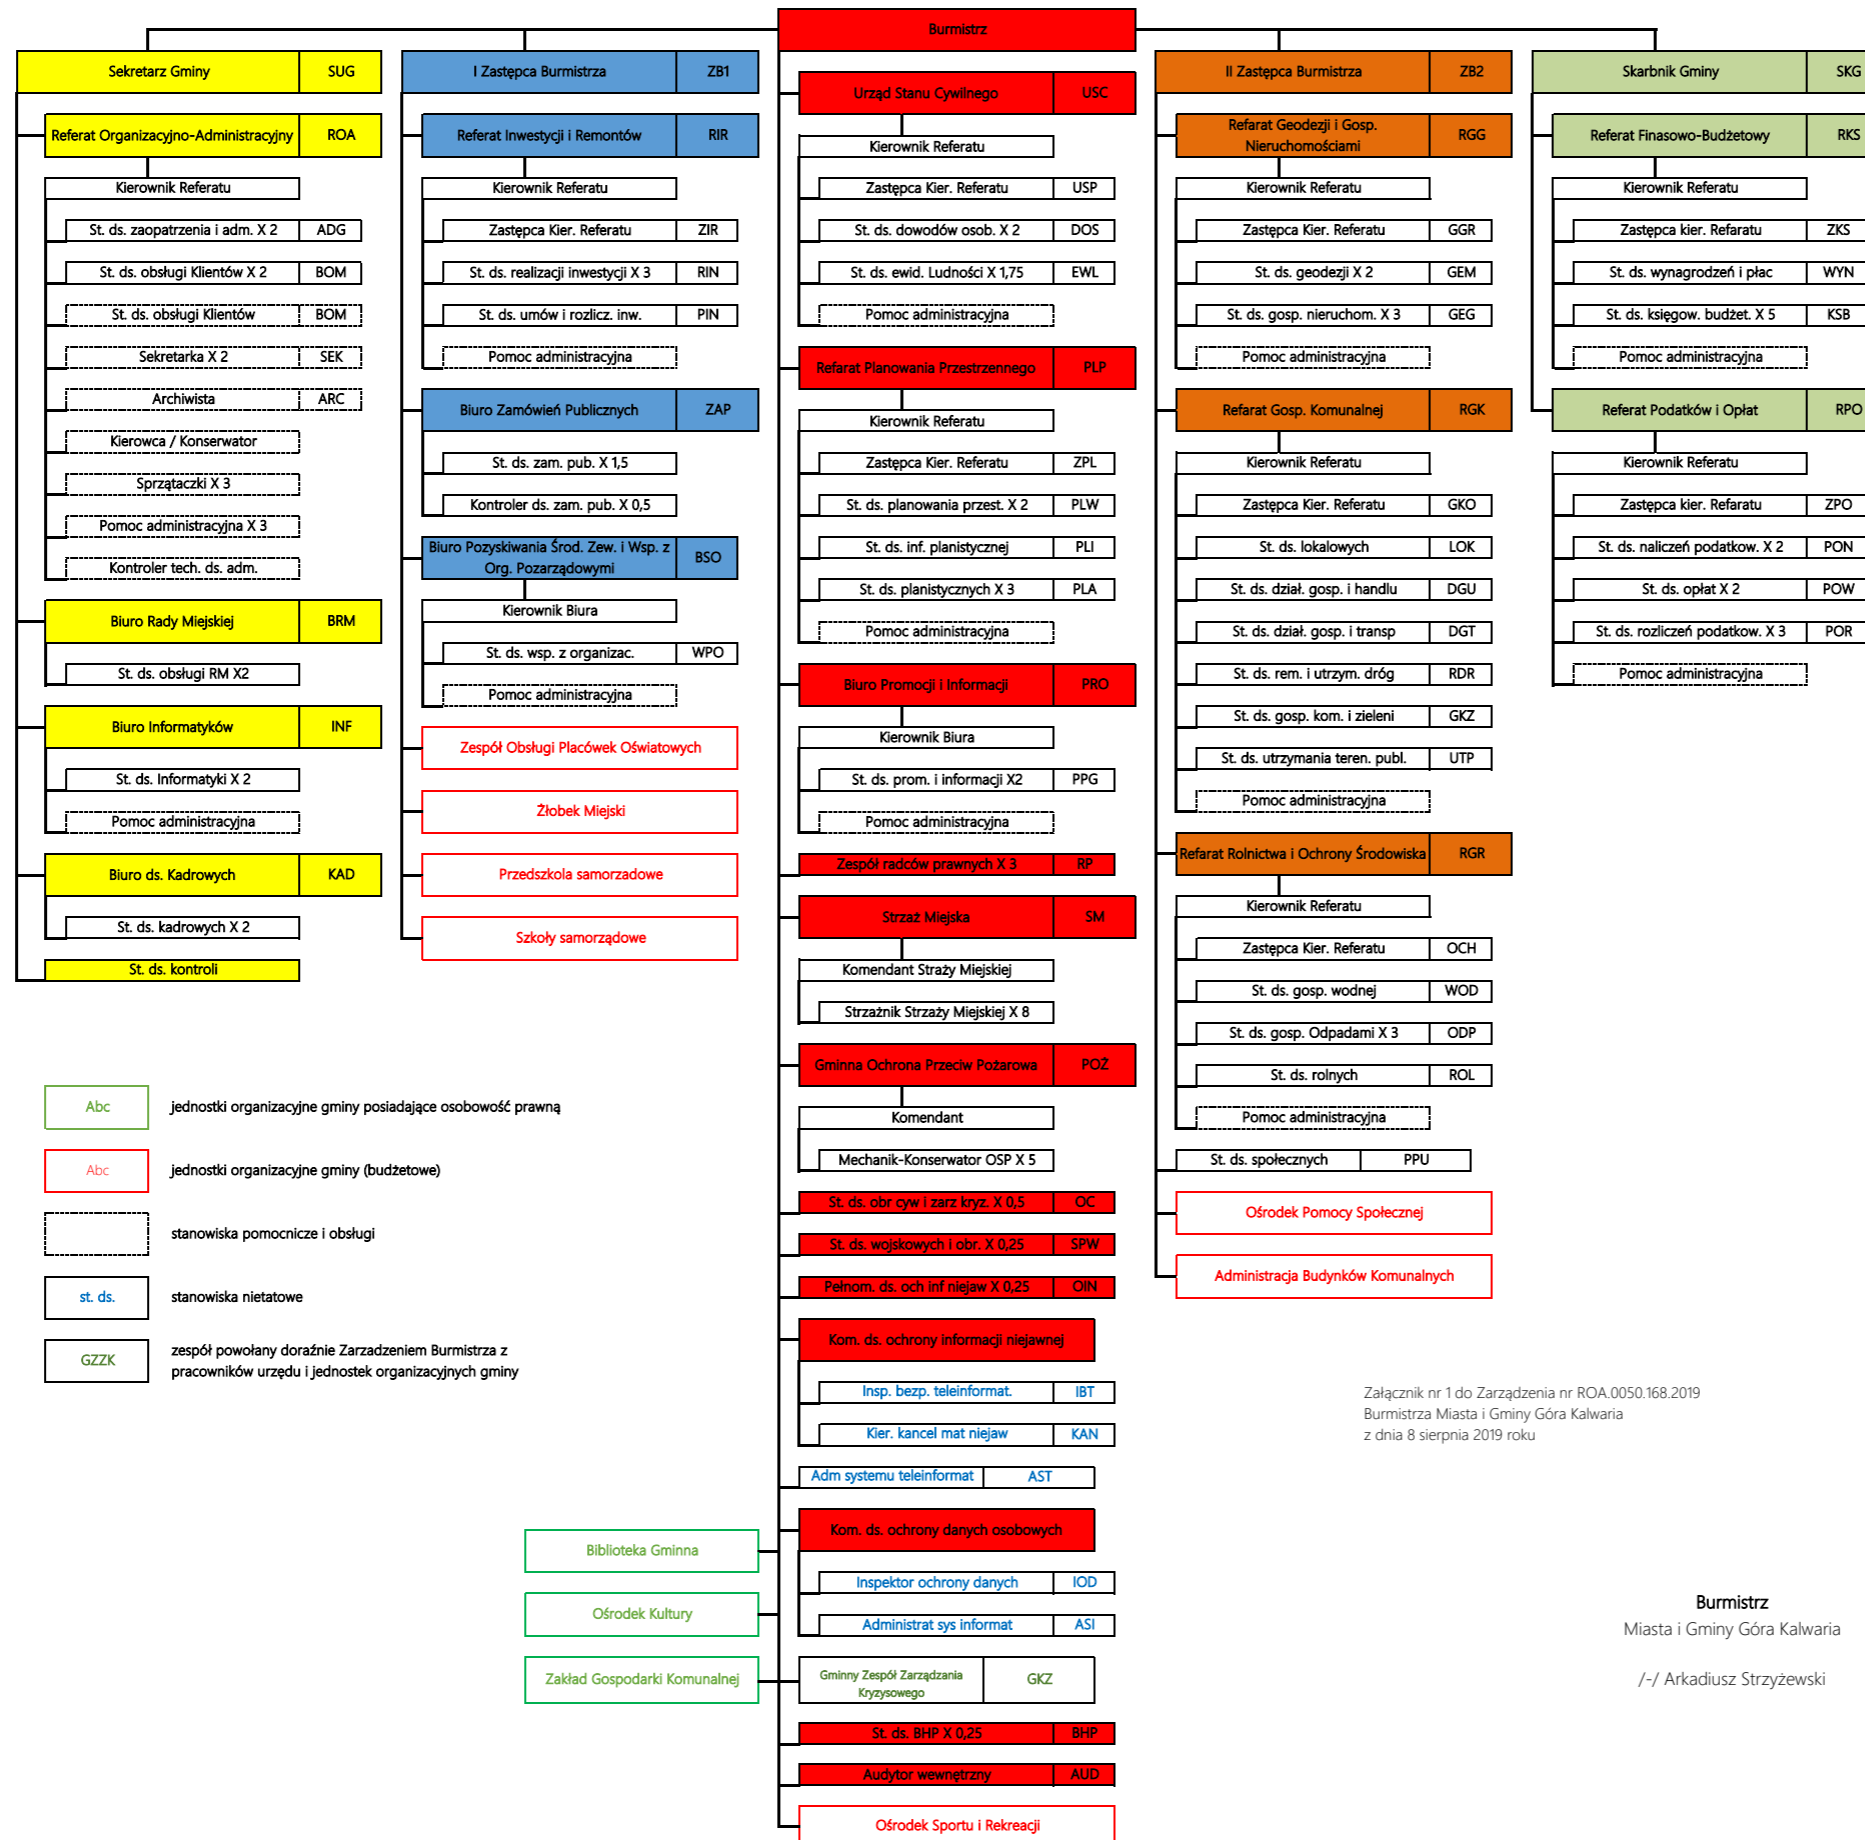 Burmistrz
Sekretarz Gminy SUG
Referat Organizacyjno-Administracyjny ROA
Kierownik Referatu
St. ds. zaopatrzenia i adm. X 2 ADG
St. ds. obsługi Klientów X 2 BOM
St. ds. obsługi Klientów BOM
Sekretarka X 2 SEK
Archiwista ARC
Kierowca / Konserwator
Sprzątaczki X 3
Pomoc administracyjna X 3
Kontroler tech. ds. adm.
Biuro Rady Miejskiej BRM
St. ds. obsługi RM X2
Biuro Informatyków INF
St. ds. Informatyki X 2
Pomoc administracyjna
Biuro ds. Kadrowych KAD
St. ds. kadrowych X 2
St. ds. kontroli
I Zastępca Burmistrza ZB1
Referat Inwestycji i Remontów RIR
Kierownik Referatu
Zastępca Kier. Referatu ZIR
St. ds. realizacji inwestycji X 3 RIN
St. ds. umów i rozlicz. inw. PIN
Pomoc administracyjna
Biuro Zamówień Publicznych ZAP
St. ds. zam. pub. X 1,5
Kontroler ds. zam. pub. X 0,5
Biuro Pozyskiwania Środ. Zew. i Wsp. z
Org. Pozarządowymi BSO
Kierownik Biura
St. ds. wsp. z organizac. WPO
Pomoc administracyjna
Zespół Obsługi Placówek Oświatowych
Żłobek Miejski
Przedszkola samorzadowe
Szkoły samorządowe
Urząd Stanu Cywilnego USC
Kierownik Referatu
Zastępca Kier. Referatu USP
St. ds. dowodów osob. X 2 DOS
St. ds. ewid. Ludności X 1,75 EWL
Pomoc administracyjna
Refarat Planowania Przestrzennego PLP
Kierownik Referatu
Zastępca Kier. Referatu ZPL
St. ds. planowania przest. X 2 PLW
St. ds. inf. planistycznej PLI
St. ds. planistycznych X 3 PLA
Pomoc administracyjna
Biuro Promocji i Informacji PRO
Kierownik Biura
St. ds. prom. i informacji X2 PPG
Pomoc administracyjna
Zespół radców prawnych X 3 RP
Strzaż Miejska SM
Komendant Straży Miejskiej
Strzażnik Strzaży Miejskiej X 8
Gminna Ochrona Przeciw Pożarowa POŻ
Komendant
Mechanik-Konserwator OSP X 5
St. ds. obr cyw i zarz kryz. X 0,5 OC
St. ds. wojskowych i obr. X 0,25 SPW
Pełnom. ds. och inf niejaw X 0,25 OIN
Kom. ds. ochrony informacji niejawnej
Insp. bezp. teleinformat. IBT
Kier. kancel mat niejaw KAN
Adm systemu teleinformat AST
Kom. ds. ochrony danych osobowych
Inspektor ochrony danych IOD
Administrat sys informat ASI
Gminny Zespół Zarządzania
Kryzysowego GKZ
St. ds. BHP X 0,25 BHP
Audytor wewnętrzny AUD
Ośrodek Sportu i Rekreacji
Biblioteka Gminna
Ośrodek Kultury
Zakład Gospodarki Komunalnej
II Zastępca Burmistrza ZB2
Refarat Geodezji i Gosp.
Nieruchomościami RGG
Kierownik Referatu
Zastępca Kier. Referatu GGR
St. ds. geodezji X 2 GEM
St. ds. gosp. nieruchom. X 3 GEG
Pomoc administracyjna
Refarat Gosp. Komunalnej RGK
Kierownik Referatu
Zastępca Kier. Referatu GKO
St. ds. lokalowych LOK
St. ds. dział. gosp. i handlu DGU
St. ds. dział. gosp. i transp DGT
St. ds. rem. i utrzym. dróg RDR
St. ds. gosp. kom. i zieleni GKZ
St. ds. utrzymania teren. publ. UTP
Pomoc administracyjna
Refarat Rolnictwa i Ochrony Środowiska RGR
Kierownik Referatu
Zastępca Kier. Referatu OCH
St. ds. gosp. wodnej WOD
St. ds. gosp. Odpadami X 3 ODP
St. ds. rolnych ROL
Pomoc administracyjna
St. ds. społecznych PPU
Ośrodek Pomocy Społecznej
Administracja Budynków Komunalnych
Skarbnik Gminy SKG
Referat Finasowo-Budżetowy RKS
Kierownik Referatu
Zastępca kier. Refaratu ZKS
St. ds. wynagrodzeń i płac WYN
St. ds. księgow. budżet. X 5 KSB
Pomoc administracyjna
Referat Podatków i Opłat RPO
Kierownik Referatu
Zastępca kier. Refaratu ZPO
St. ds. naliczeń podatkow. X 2 PON
St. ds. opłat X 2 POW
St. ds. rozliczeń podatkow. X 3 POR
Pomoc administracyjna
Abc jednostki organizacyjne gminy posiadające osobowość prawną
Abc jednostki organizacyjne gminy (budżetowe)
stanowiska pomocnicze i obsługi
st. ds. stanowiska nietatowe
GZZK zespół powołany doraźnie Zarzadzeniem Burmistrza z
pracowników urzędu i jednostek organizacyjnych gminy
Załącznik nr 1 do Zarządzenia nr ROA.0050.168.2019
Burmistrza Miasta i Gminy Góra Kalwaria
z dnia 8 sierpnia 2019 roku
Burmistrz
Miasta i Gminy Góra Kalwaria
/-/ Arkadiusz Strzyżewski